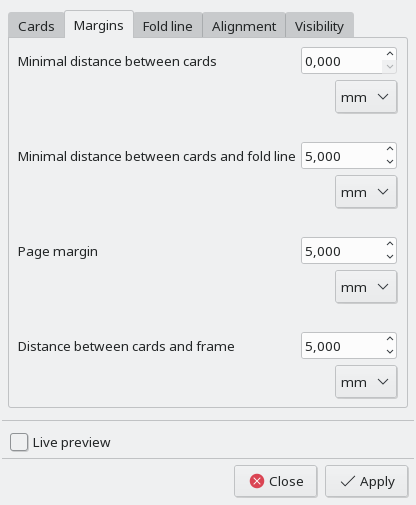 Cards Margins Fold line Alignment Visibility
Minimal distance between cards 0,000
mm
Minimal distance between cards and fold line 5,000
mm
Page margin 5,000
mm
Distance between cards and frame 5,000
mm
Live preview
Close Apply